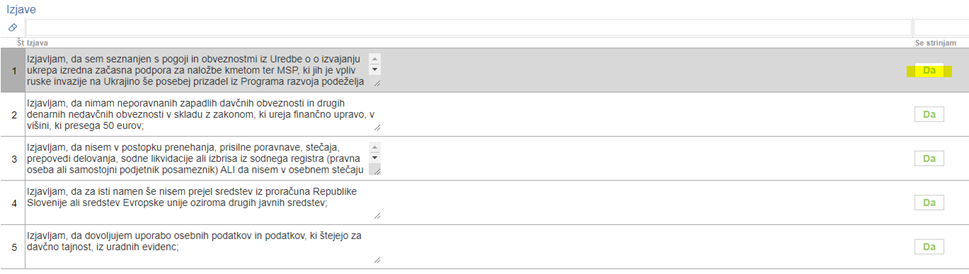 Izjave
Št Izjava
Se strinjam
1
Izjavljam, da sem seznanjen s pogoji in obveznostmi iz Uredbe o o izvajanju
ukrepa izredna začasna podpora za naložbe kmetom ter MSP, ki jih je vpliv
ruske invazije na Ukrajino še posebej prizadel iz Programa razvoja podeželja
Da
2
Izjavljam, da nimam neporavnanih zapadlih davčnih obveznosti in drugih
denarnih nedavčnih obveznosti v skladu z zakonom, ki ureja finančno upravo, v
višini, ki presega 50 eurov;
Da
3
Izjavljam, da nisem v postopku prenehanja, prisilne poravnave, stečaja,
prepovedi delovanja, sodne likvidacije ali izbrisa iz sodnega registra (pravna
oseba ali samostojni podjetnik posameznik) ALI da nisem v osebnem stečaju
Da
4
Izjavljam, da za isti namen še nisem prejel sredstev iz proračuna Republike
Slovenije ali sredstev Evropske unije oziroma drugih javnih sredstev;
Da
5
Izjavljam, da dovoljujem uporabo osebnih podatkov in podatkov, ki štejejo za
davčno tajnost, iz uradnih evidenc;
Da